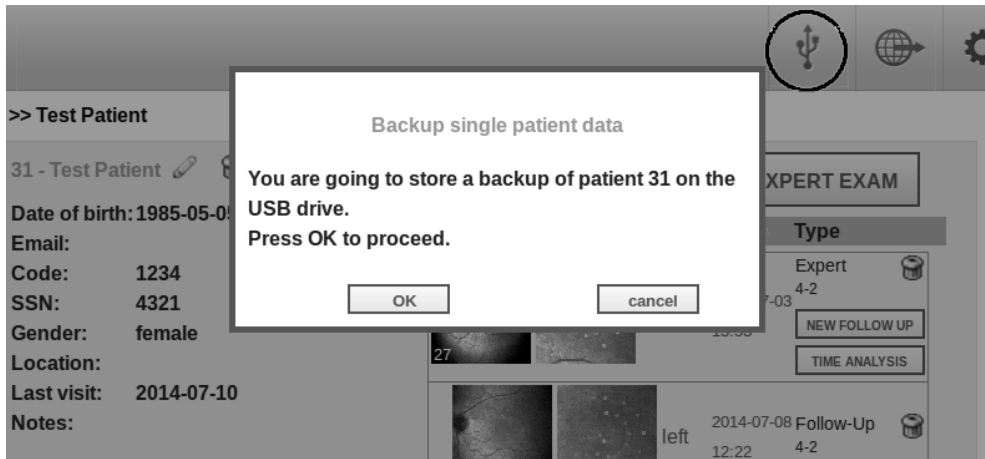 >> Test Patient
31 - Test Patient
Date of birth: 1985-05-0
Email:
Code: 1234
SSN: 4321
Gender: female
Location:
Last visit: 2014-07-10
Notes:
Backup single patient data
You are going to store a backup of patient 31 on the
USB drive.
Press OK to proceed.
OK
cancel
XPERT EXAM
Type
Expert
4-2
7-03
NEW FOLLOW UP
TIME ANALYSIS
27
left
2014-07-08
12:22
Follow-Up
4-2